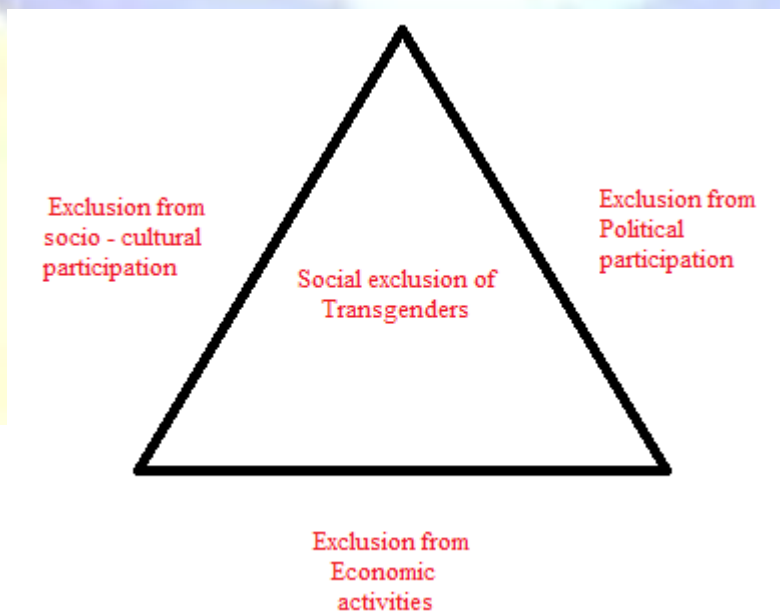 Exclusion from
socio - cultural
participation
Exclusion from
Political
participation
Social exclusion of
Transgenders
Exclusion from
Economic
activities